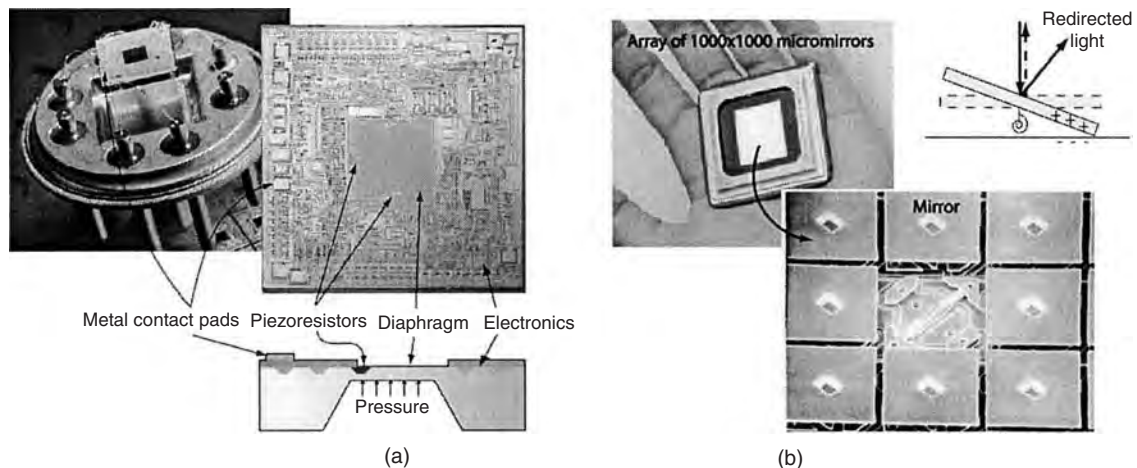 Array of 1000x1000 micromirrors
Redirected
light
Mirror
Metal contact pads Piezoresistors Diaphragm Electronics
Pressure
(a)
(b)